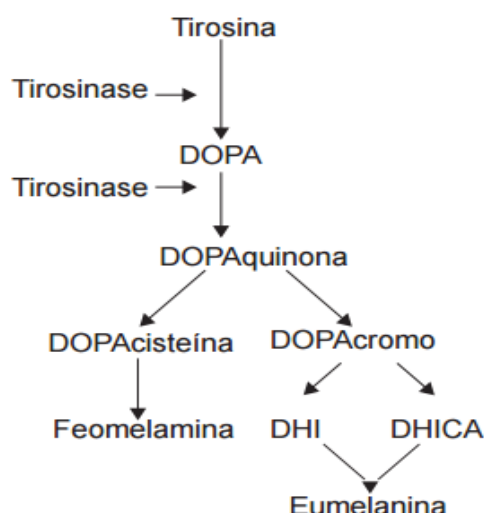 Tirosina
Tirosinase
DOPA
Tirosinase
DOPAquinona
DOPAcisteína DOPAcromo
Feomelamina DHI DHICA
Eumelanina